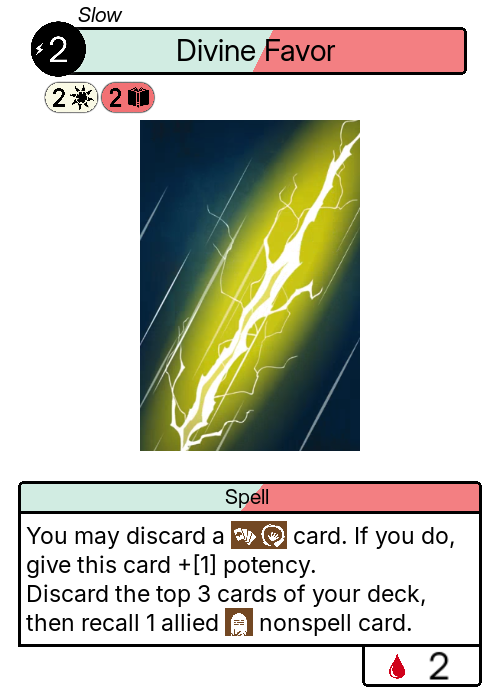 Slow
2 Divine Favor
2 2
Spell
You may discard a card. If you do,
give this card +[1] potency.
Discard the top 3 cards of your deck,
then recall 1 allied nonspell card.
2